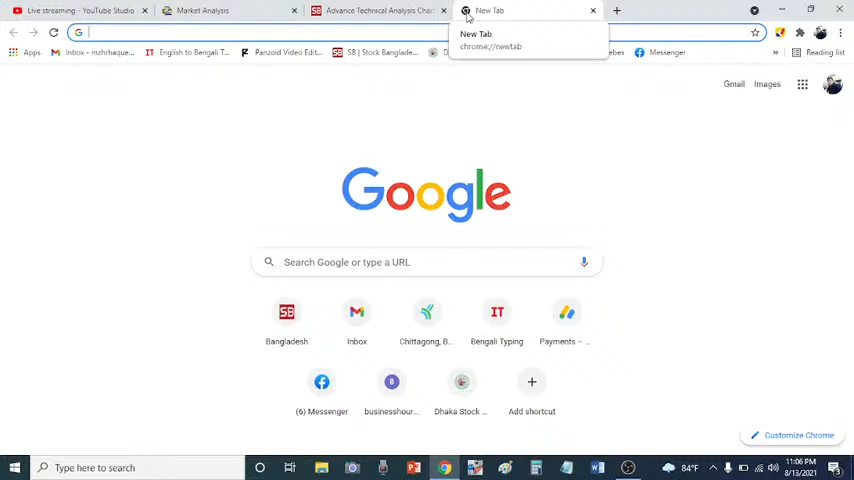 Live streaming - YouTube Studio
Market Analysis
Advance Technical Analysis Char
New Tab
New Tab
chrome://newtab
Apps
Inbox - mzhrhaque...
English to Bengali T...
Panzoid Video Edit...
SB | Stock Banglade...
Messenger
»
Reading list
Gmail
Images
Google
Search Google or type a URL
Bangladesh
Inbox
Chittagong, B...
Bengali Typing
Payments – ...
(6) Messenger
businesshour...
Dhaka Stock ...
Add shortcut
Customize Chrome
Type here to search
84°F
11:06 PM
8/13/2021
3